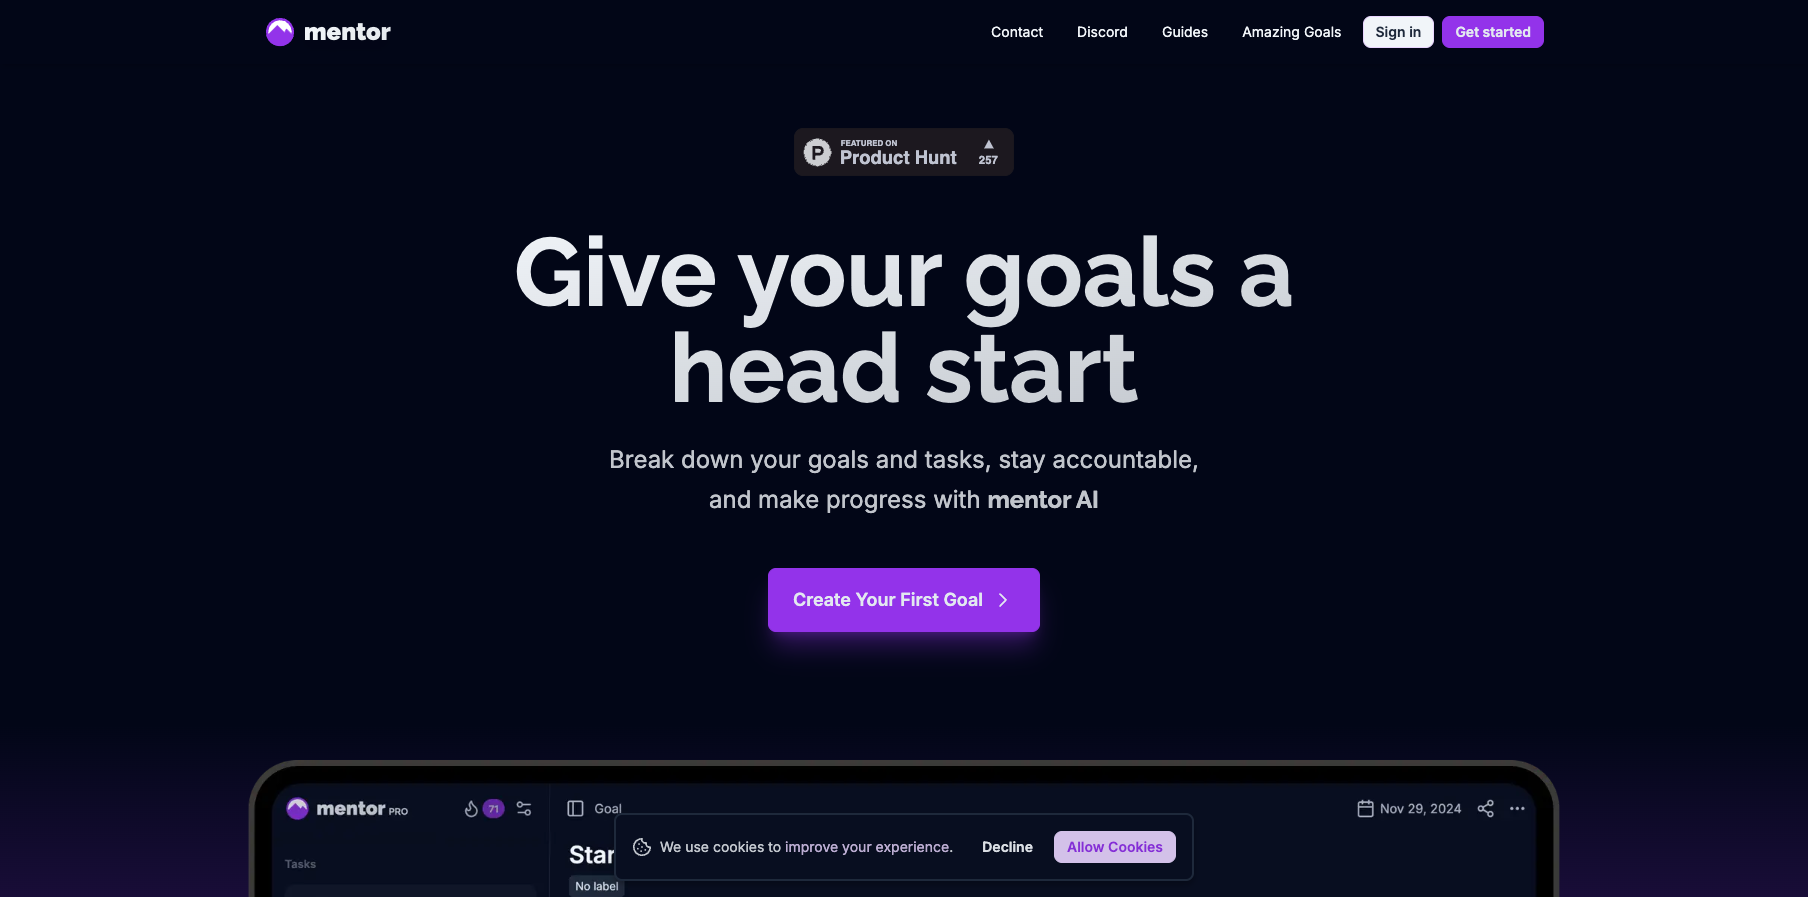 mentor
Contact
Discord
Guides
Amazing Goals
Sign in
Get started
P
FEATURED ON
Product Hunt
257
Give your goals a
head start
Break down your goals and tasks, stay accountable,
and make progress with mentor AI
Create Your First Goal
mentor PRO
71
Goal
Nov 29, 2024
Tasks
No label
We use cookies to improve your experience.
Decline
Allow Cookies